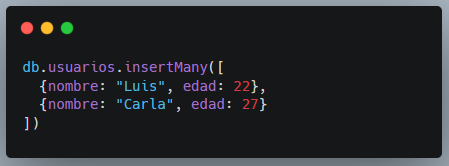 db.usuarios.insertMany([
  {nombre: "Luis", edad: 22},
  {nombre: "Carla", edad: 27}
])